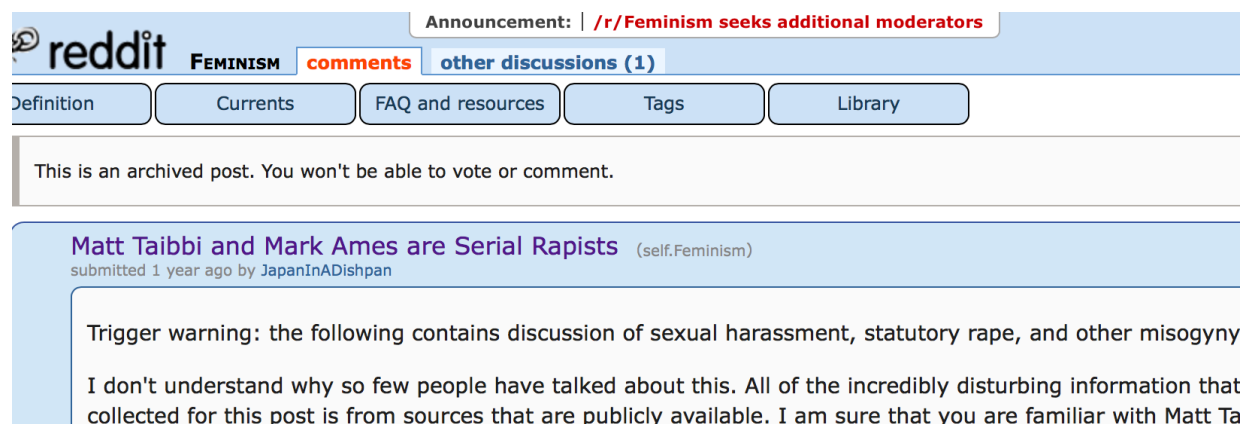 Announcement: | /r/Feminism seeks additional moderators
reddit FEMINISM comments other discussions (1)
Definition Currents FAQ and resources Tags Library
This is an archived post. You won't be able to vote or comment.
Matt Taibbi and Mark Ames are Serial Rapists (self.Feminism)
submitted 1 year ago by JapanInADishpan
Trigger warning: the following contains discussion of sexual harassment, statutory rape, and other misogyny
I don't understand why so few people have talked about this. All of the incredibly disturbing information that
collected for this post is from sources that are publicly available. I am sure that you are familiar with Matt Ta